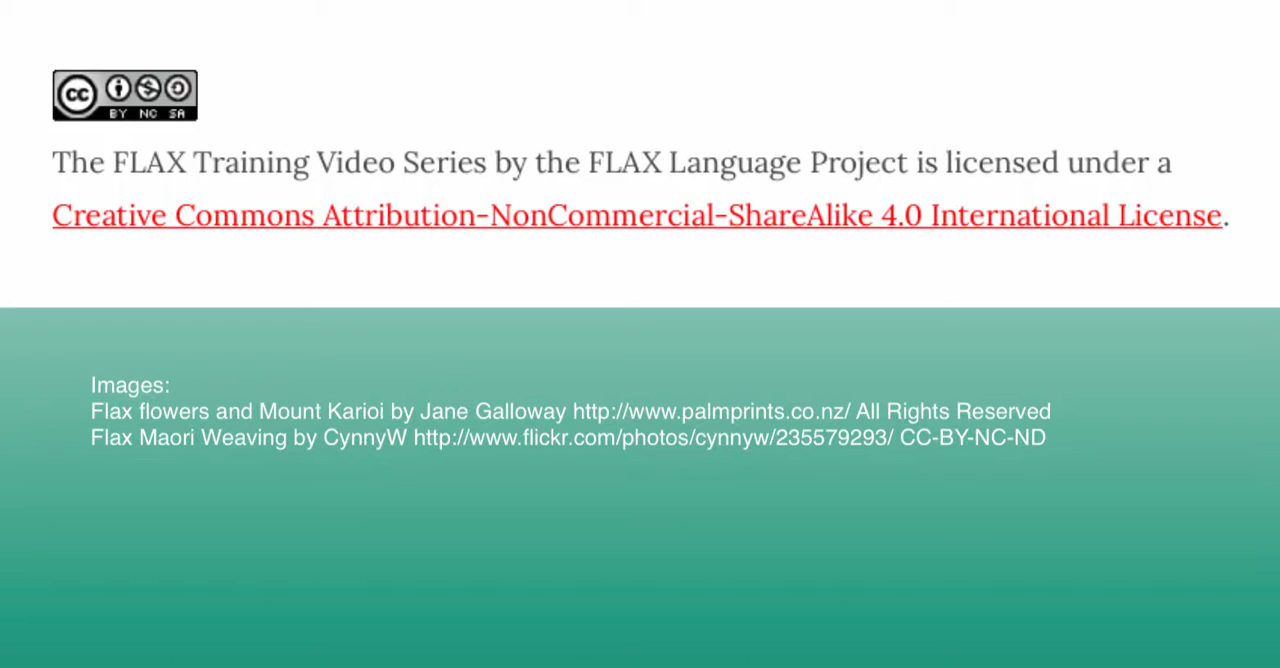 cc
BY NC SA
The FLAX Training Video Series by the FLAX Language Project is licensed under a
Creative Commons Attribution-NonCommercial-ShareAlike 4.0 International License.
Images:
Flax flowers and Mount Karioi by Jane Galloway http://www.palmprints.co.nz/ All Rights Reserved
Flax Maori Weaving by CynnyW http://www.flickr.com/photos/cynnyw/235579293/ CC-BY-NC-ND